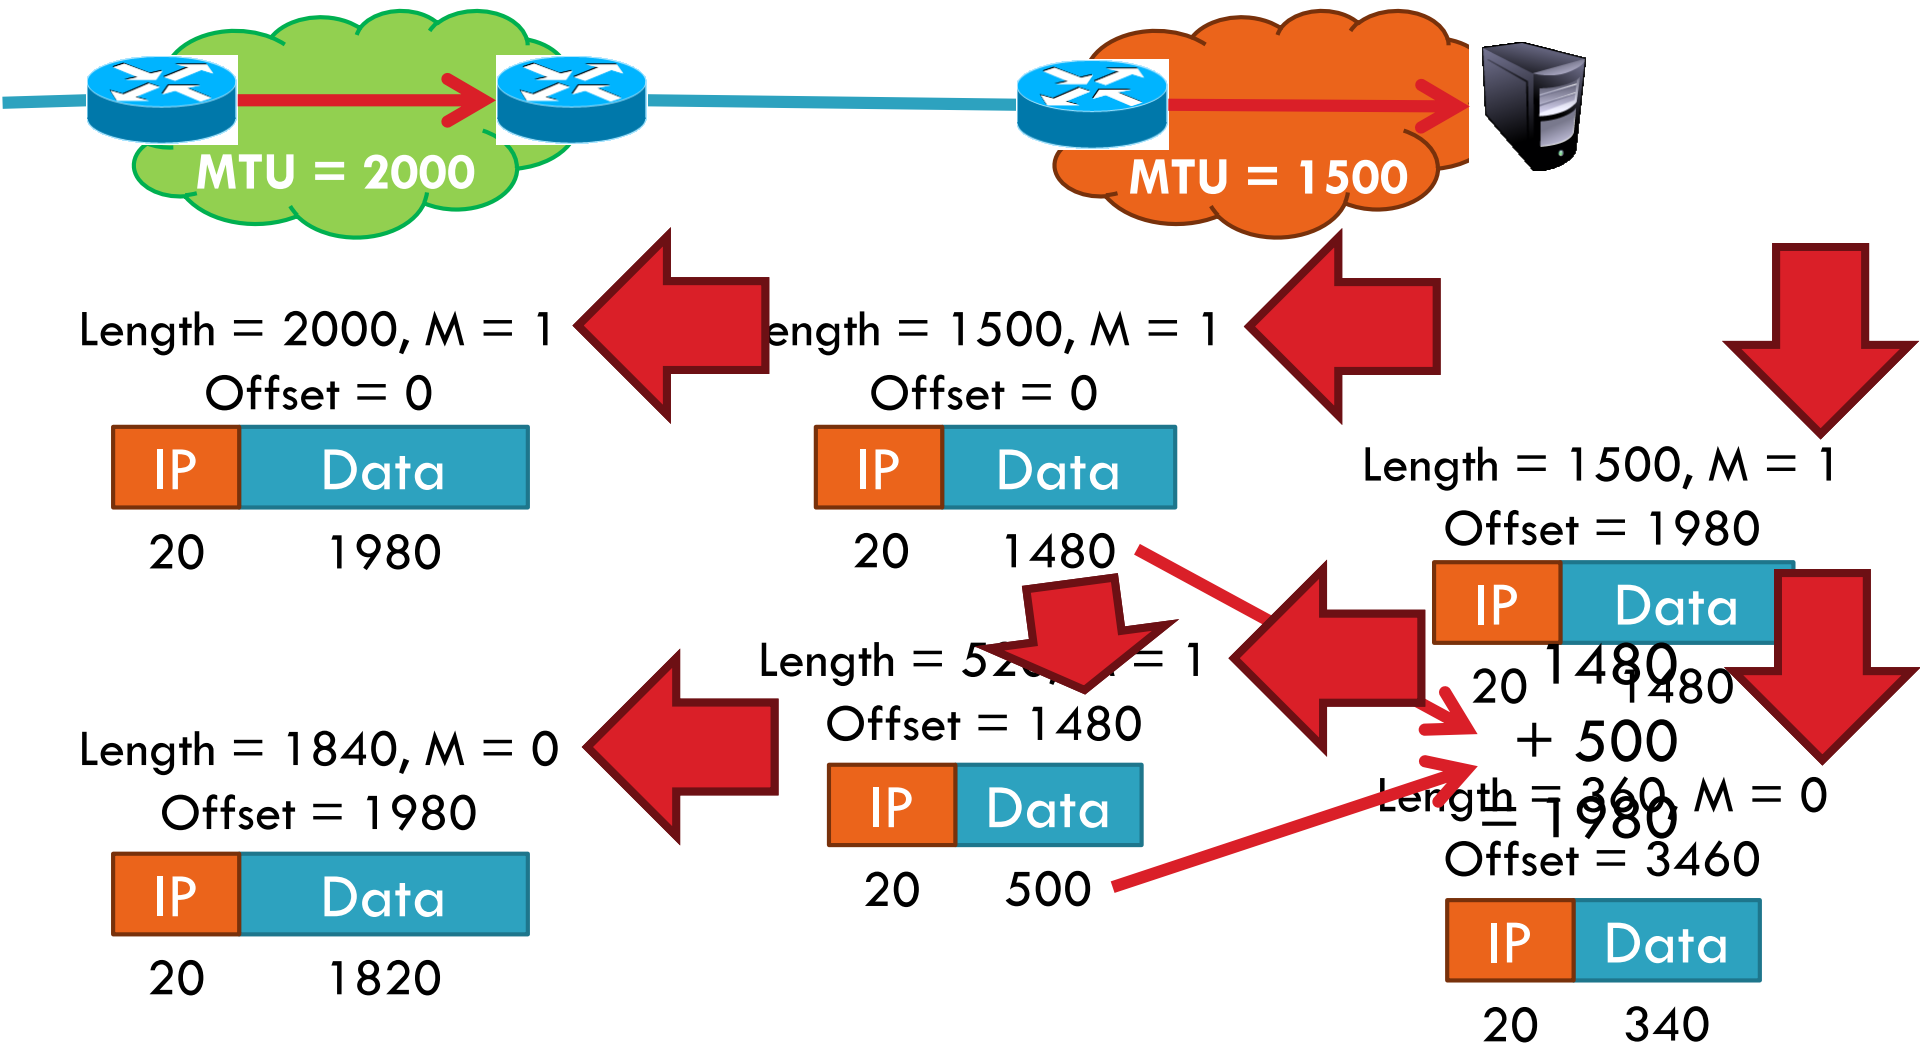 MTU = 2000
MTU = 1500
Length = 2000, M = 1
Offset = 0
IP Data
20 1980
ength = 1500, M = 1
Offset = 0
IP Data
20 1480
Length = 1500, M = 1
Offset = 1980
IP Data
20 1480
Length = 1840, M = 0
Offset = 1980
IP Data
20 1820
Length = = 1
Offset = 1480
IP Data
20 500
1480
+ 500
= 1980
Length = 360, M = 0
Offset = 3460
IP Data
20 340